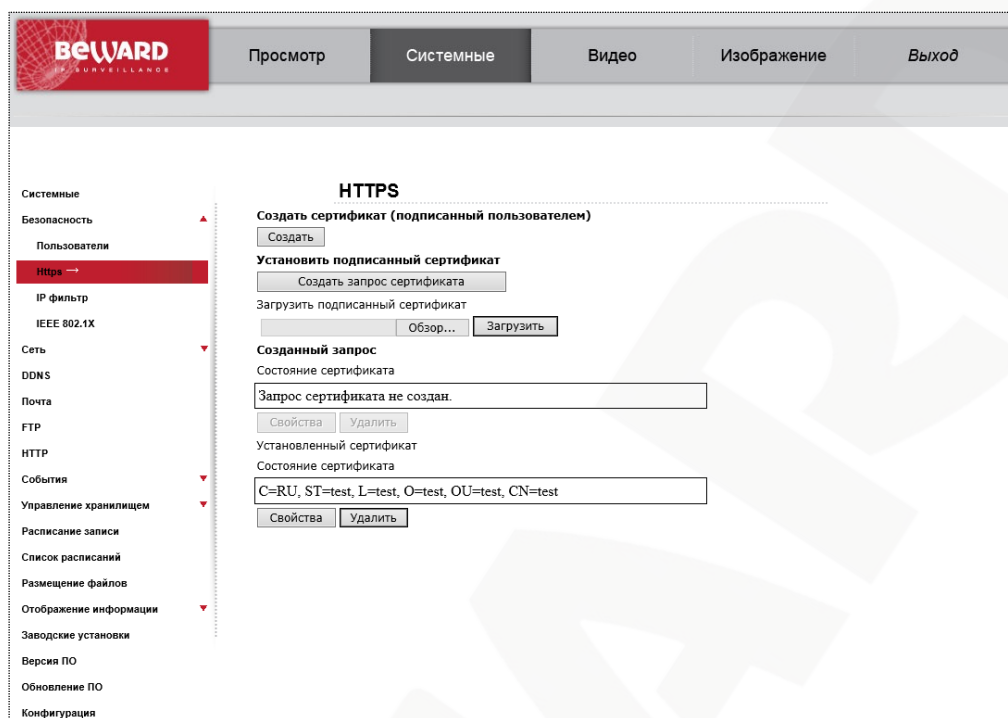 BEWARD
IP SURVEILLANCE
Просмотр
Системные
Видео
Изображение
Выход
Системные
Безопасность
Пользователи
Https →
IP фильтр
IEEE 802.1X
Сеть
DDNS
Почта
FTP
HTTP
События
Управление хранилищем
Расписание записи
Список расписаний
Размещение файлов
Отображение информации
Заводские установки
Версия ПО
Обновление ПО
Конфигурация
HTTPS
Создать сертификат (подписанный пользователем)
Создать
Установить подписанный сертификат
Создать запрос сертификата
Загрузить подписанный сертификат
Обзор... Загрузить
Созданный запрос
Состояние сертификата
Запрос сертификата не создан.
Свойства Удалить
Установленный сертификат
Состояние сертификата
C=RU, ST=test, L=test, O=test, OU=test, CN=test
Свойства Удалить